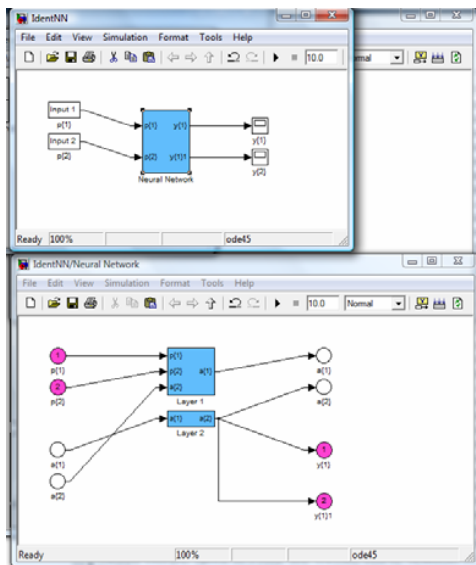 IdentNN
File Edit View Simulation Format Tools Help
10.0
Input 1
p{1}
Input 2
p{2}
p{1} y{1}
p{2} y{1}1
Neural Network
y{1}
y{2}
Ready 100% ode45
IdentNN/Neural Network
File Edit View Simulation Format Tools Help
10.0 Normal
1
p{1}
2
p{2}
p{1}
p{2} a{1}
a{2}
Layer 1
a{1} a{2}
Layer 2
a{1}
a{2}
a{1}
a{2}
1
y{1}
2
y{1}1
Ready 100% ode45